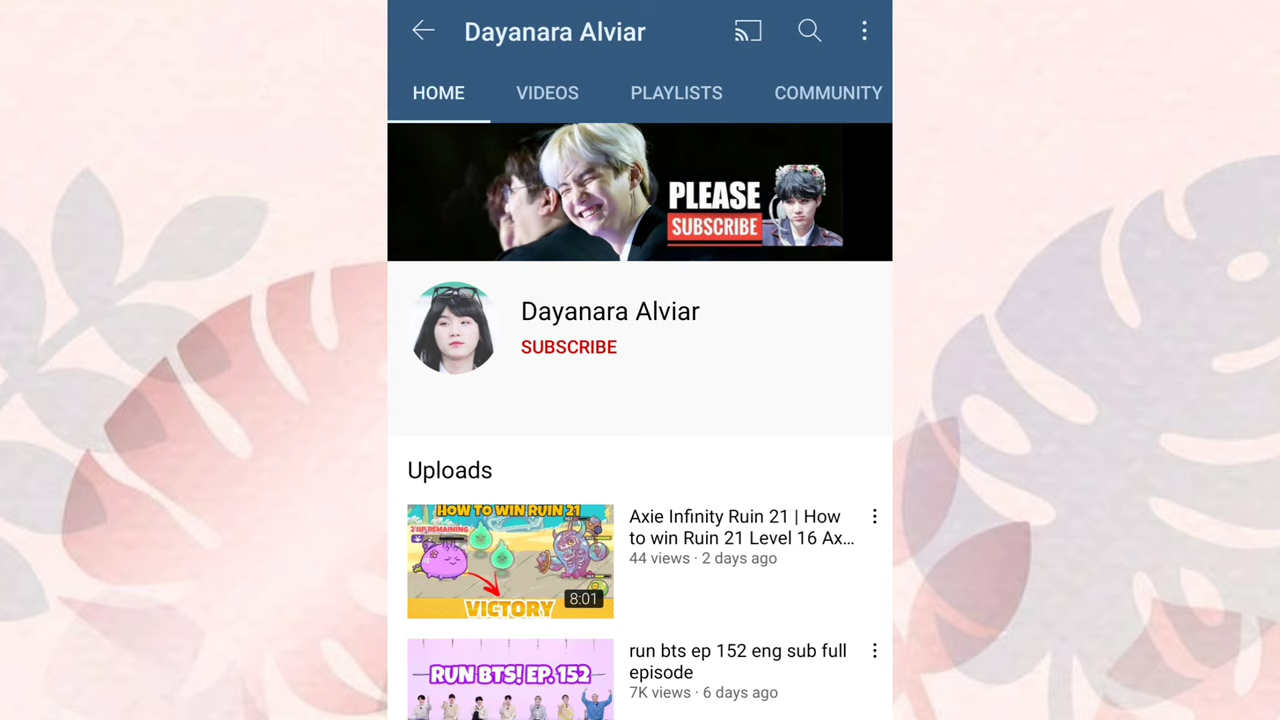 Dayanara Alviar
HOME VIDEOS PLAYLISTS COMMUNITY
PLEASE
SUBSCRIBE
Dayanara Alviar
SUBSCRIBE
Uploads
HOW TO WIN RUIN 21
REMAINING
VICTORY
8:01
Axie Infinity Ruin 21 | How
to win Ruin 21 Level 16 Ax...
44 views · 2 days ago
RUN BTS! EP. 152
run bts ep 152 eng sub full
episode
7K views · 6 days ago